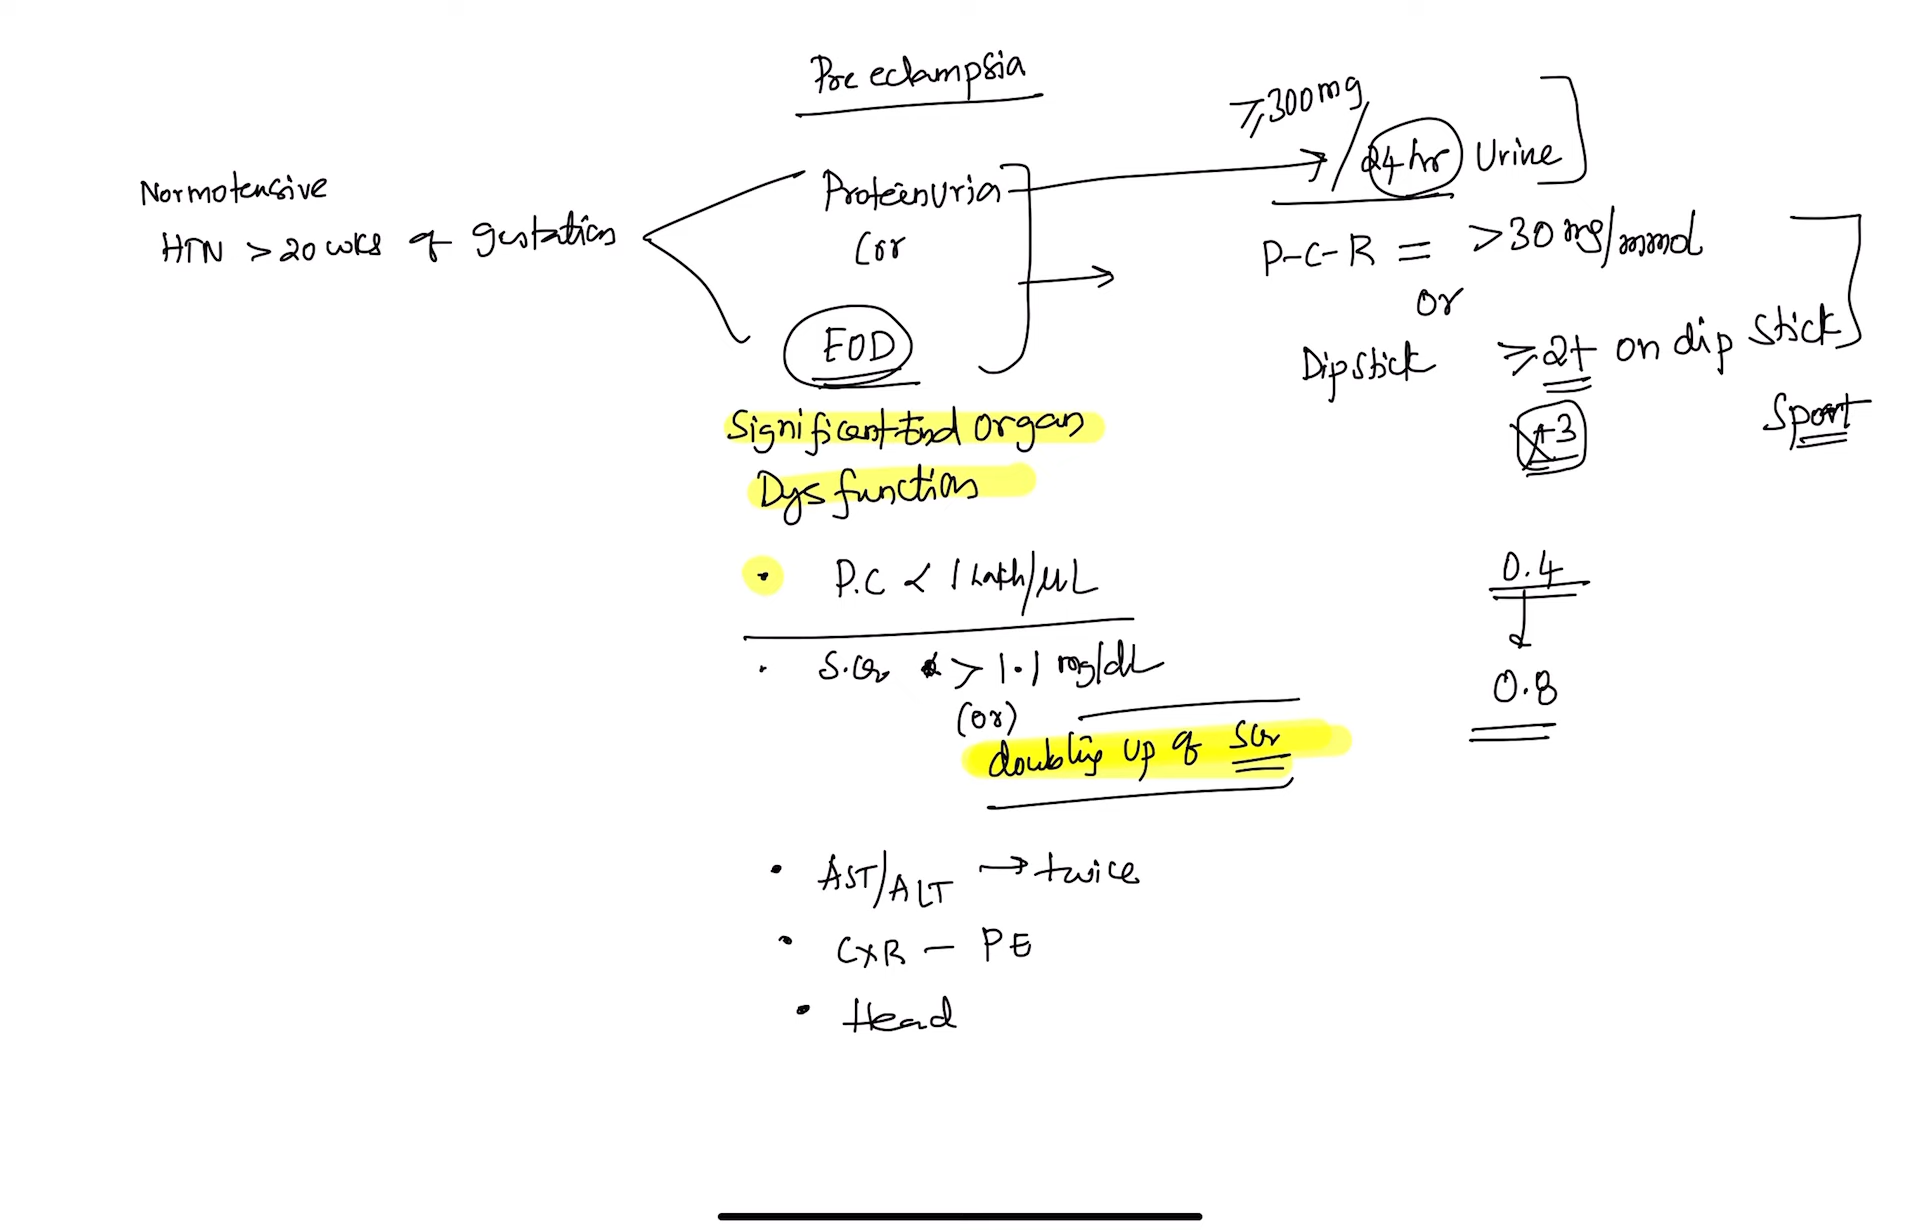 Pre eclampsia
Normotensive
HTN > 20 wks of gestation
Proteinuria
(or
EOD
≥300mg
/24 hr Urine
P-C-R = >30 mg/mmol
or
Dipstick ≥2+ on dip stick
+3
Spot
Significant End organ
Dysfunction
• P.C < 1 Lakh/µL
• S.Cr > 1.1 mg/dL
(or)
doubling up of SCr
0.4
0.8
• AST/ALT → twice
• CXR – PE
• Head